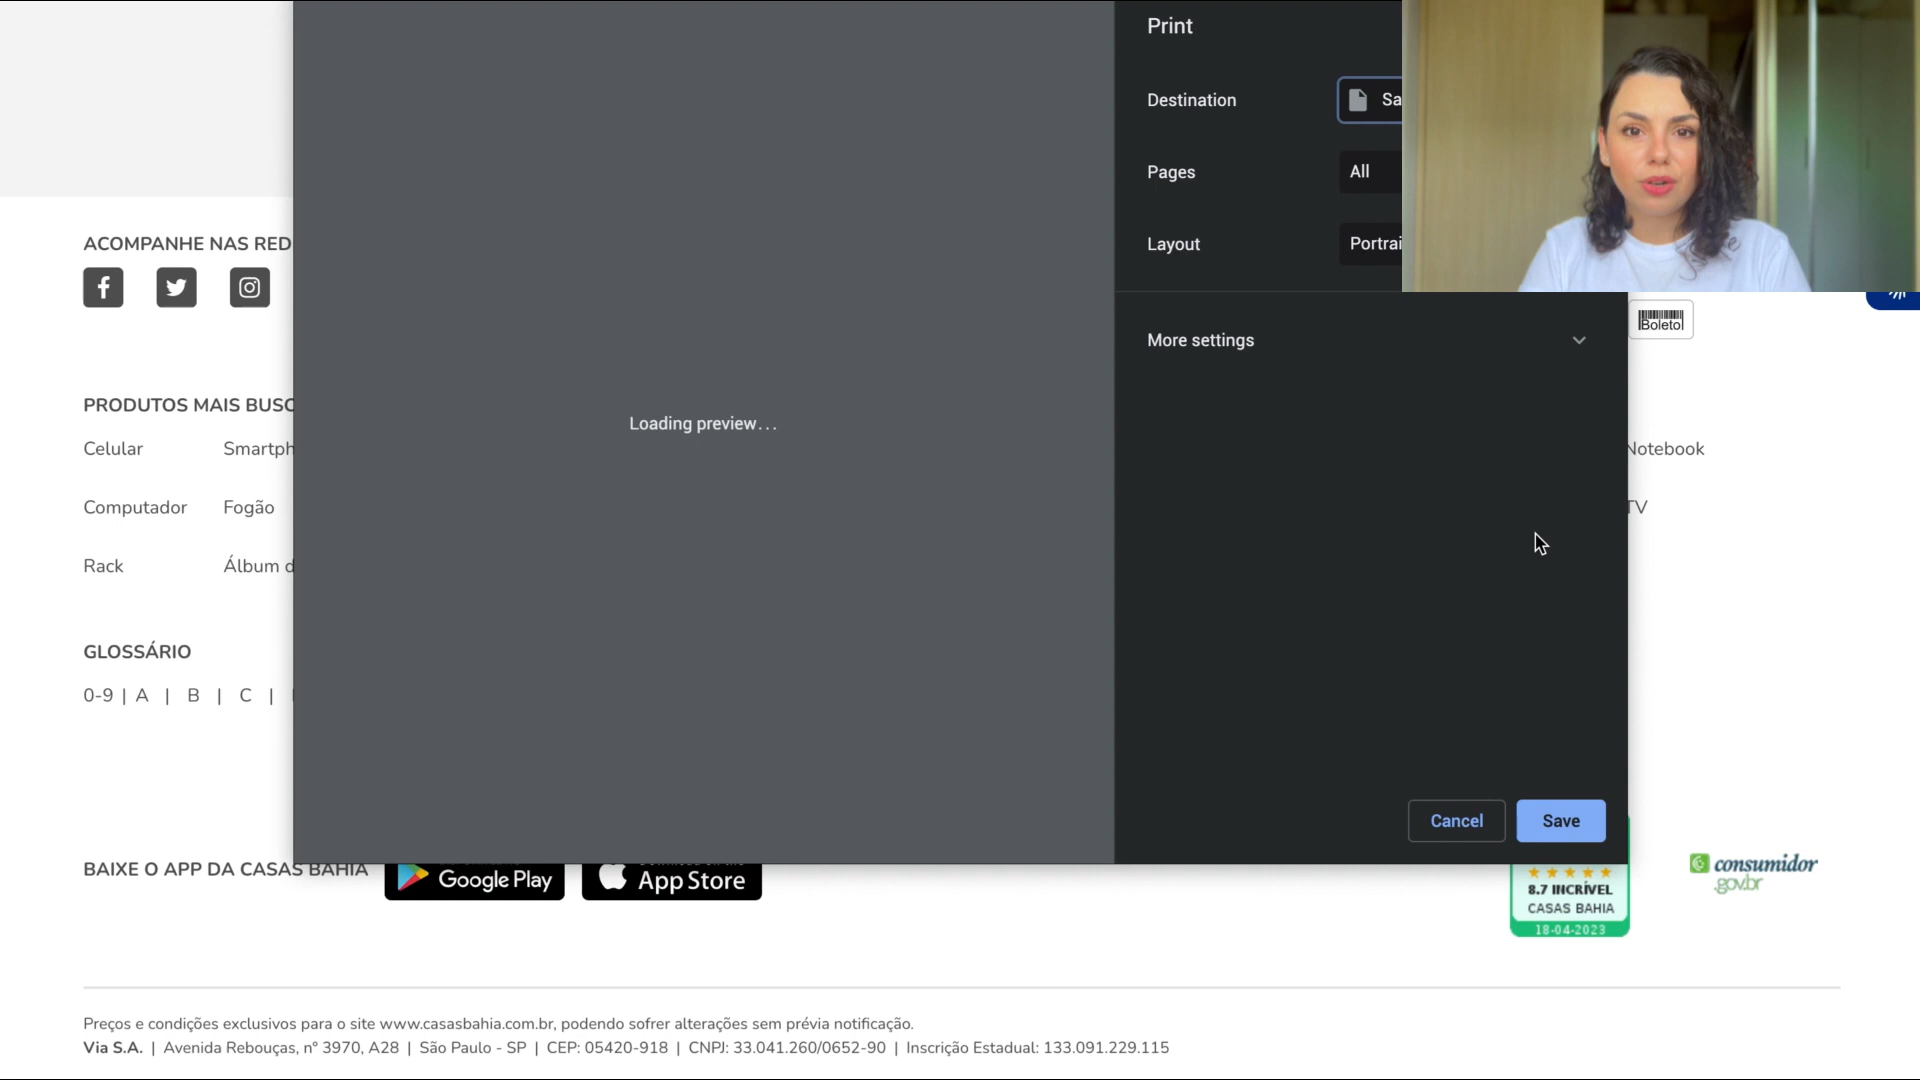 Print
Destination
Sa
Pages
All
Layout
Portrai
More settings
Loading preview...
Cancel
Save
ACOMPANHE NAS RED
Boleto
PRODUTOS MAIS BUSC
Celular
Smartph
Notebook
Computador
Fogão
TV
Rack
Álbum d
GLOSSÁRIO
0-9 | A | B | C |
BAIXE O APP DA CASAS BAHIA
Google Play
App Store
8.7 INCRÍVEL
CASAS BAHIA
18-04-2023
consumidor
.gov.br
Preços e condições exclusivos para o site www.casasbahia.com.br, podendo sofrer alterações sem prévia notificação.
Via S.A. | Avenida Rebouças, n° 3970, A28 | São Paulo - SP | CEP: 05420-918 | CNPJ: 33.041.260/0652-90 | Inscrição Estadual: 133.091.229.115